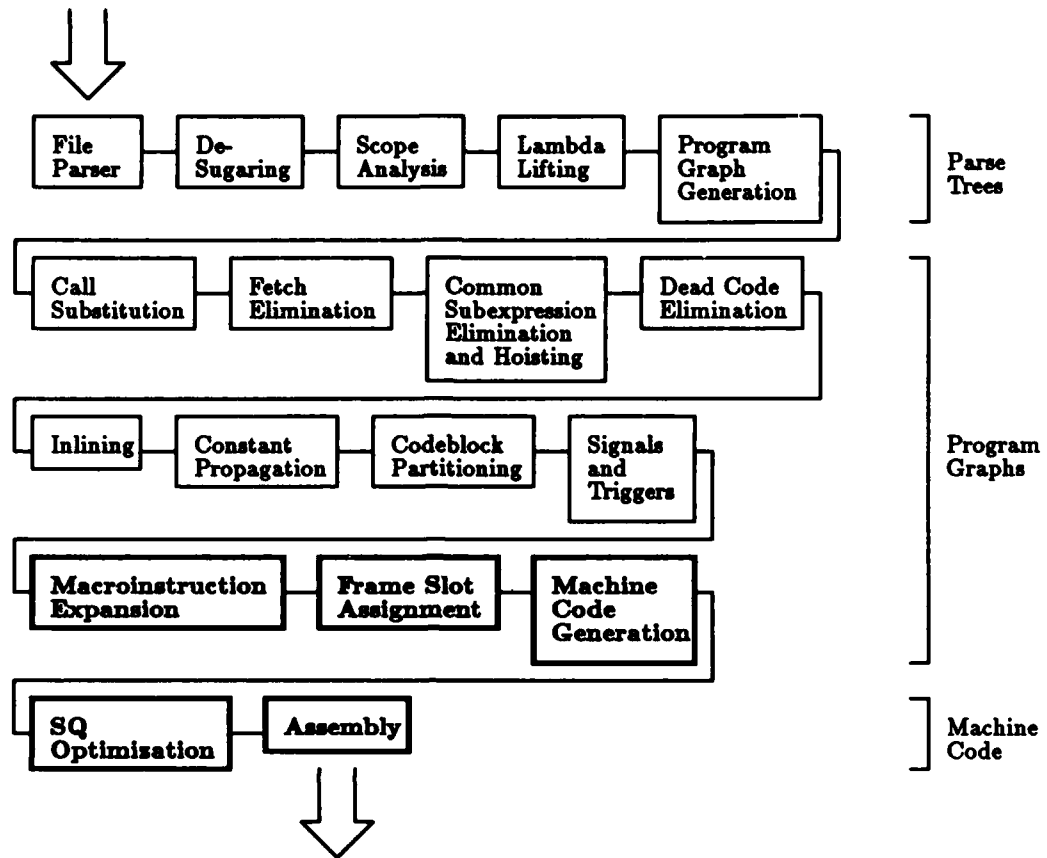 File
Parser
De-
Sugaring
Scope
Analysis
Lambda
Lifting
Program
Graph
Generation
Parse
Trees
Call
Substitution
Fetch
Elimination
Common
Subexpression
Elimination
and Hoisting
Dead Code
Elimination
Inlining
Constant
Propagation
Codeblock
Partitioning
Signals
and
Triggers
Program
Graphs
Macroinstruction
Expansion
Frame Slot
Assignment
Machine
Code
Generation
SQ
Optimisation
Assembly
Machine
Code